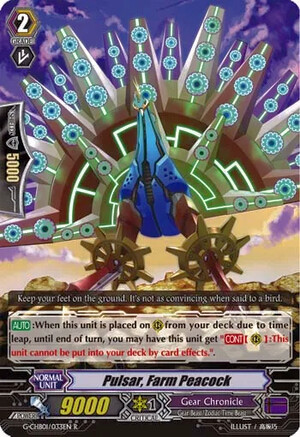 2
GRADE
5000
Keep your feet on the ground. It's not as convincing when said to a bird.
AUTO:When this unit is placed on from your deck due to time
leap, until end of turn, you may have this unit get "CONT[]:This
unit cannot be put into your deck by card effects.".
NORMAL UNIT
Pulsar, Farm Peacock
POWER 9000 1 CRITICAL
Gear Chronicle
Gear Beast/Zodiac Time Beast
G-CHB01/033EN R
ILLUST /